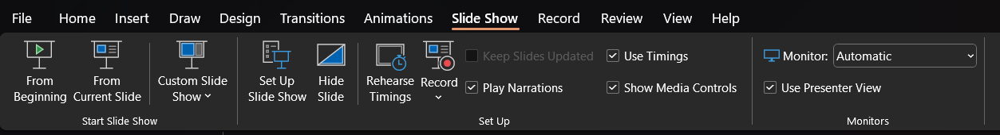 File Home Insert Draw Design Transitions Animations Slide Show Record Review View Help
From Beginning
From Current Slide
Custom Slide Show
Start Slide Show
Set Up Slide Show
Hide Slide
Rehearse Timings
Record
Keep Slides Updated
Play Narrations
Use Timings
Show Media Controls
Set Up
Monitor: Automatic
Use Presenter View
Monitors